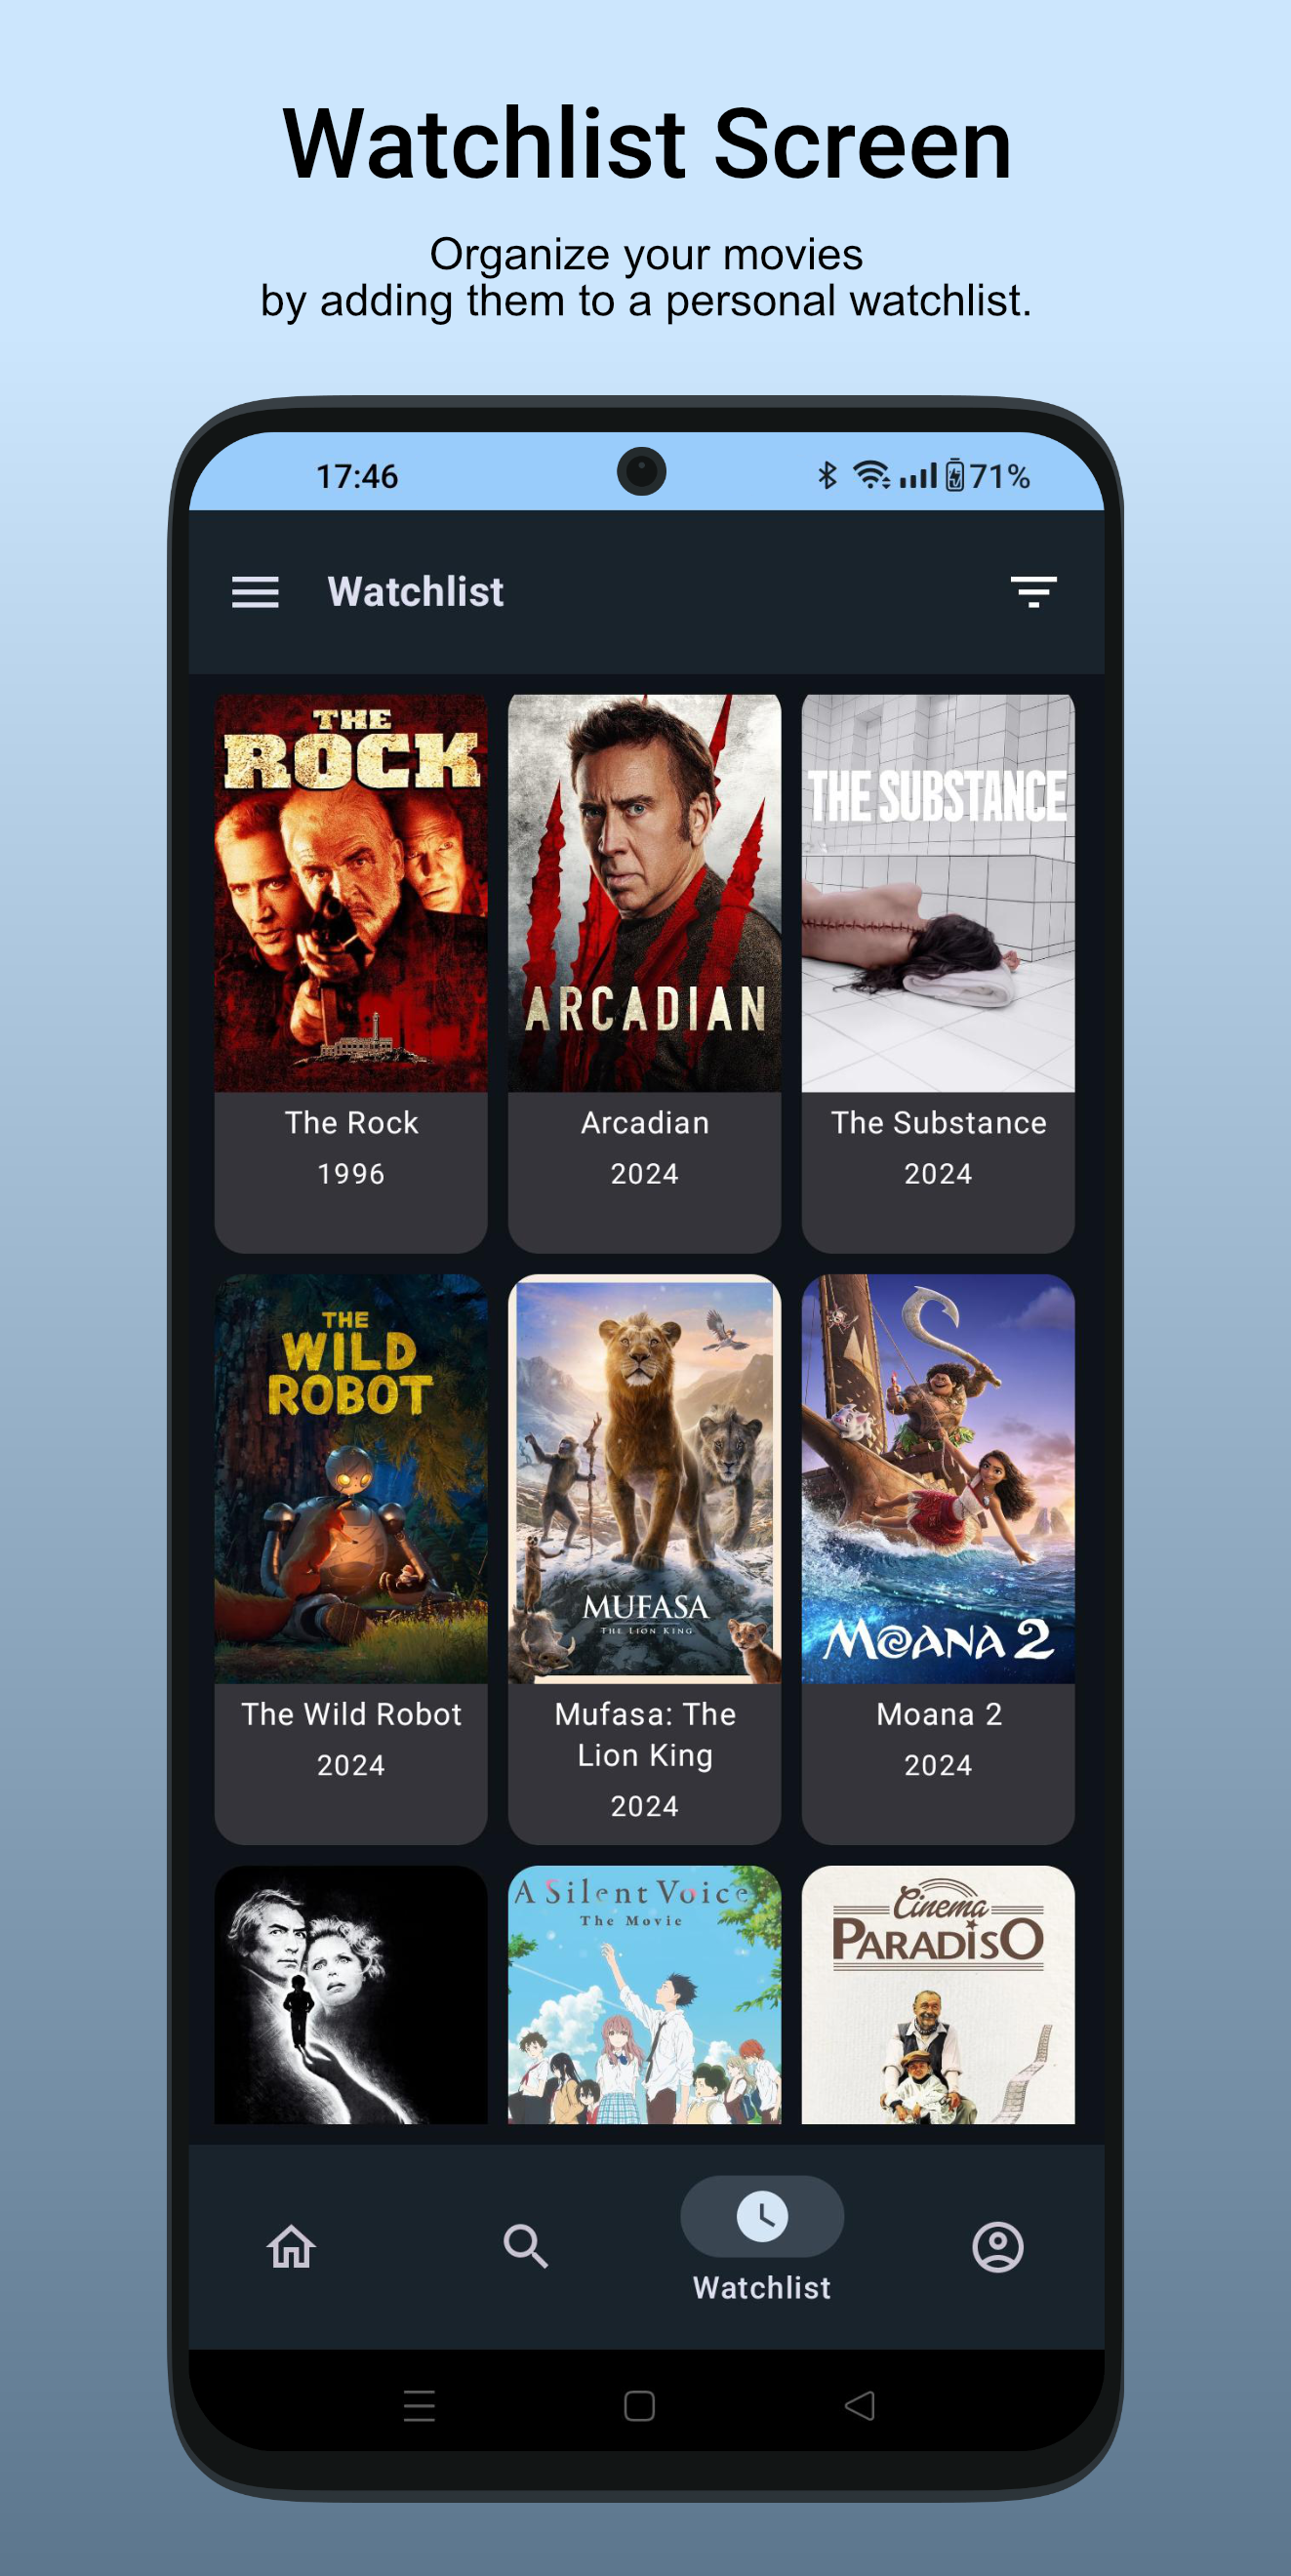 Watchlist Screen
Organize your movies
by adding them to a personal watchlist.
17:46
71%
Watchlist
THE
ROCK
ARCADIAN
THE SUBSTANCE
The Rock
1996
Arcadian
2024
The Substance
2024
THE
WILD
ROBOT
MUFASA
THE LION KING
MOANA 2
The Wild Robot
2024
Mufasa: The
Lion King
2024
Moana 2
2024
A Silent Voice
The Movie
Cinema
PARADISO
Watchlist